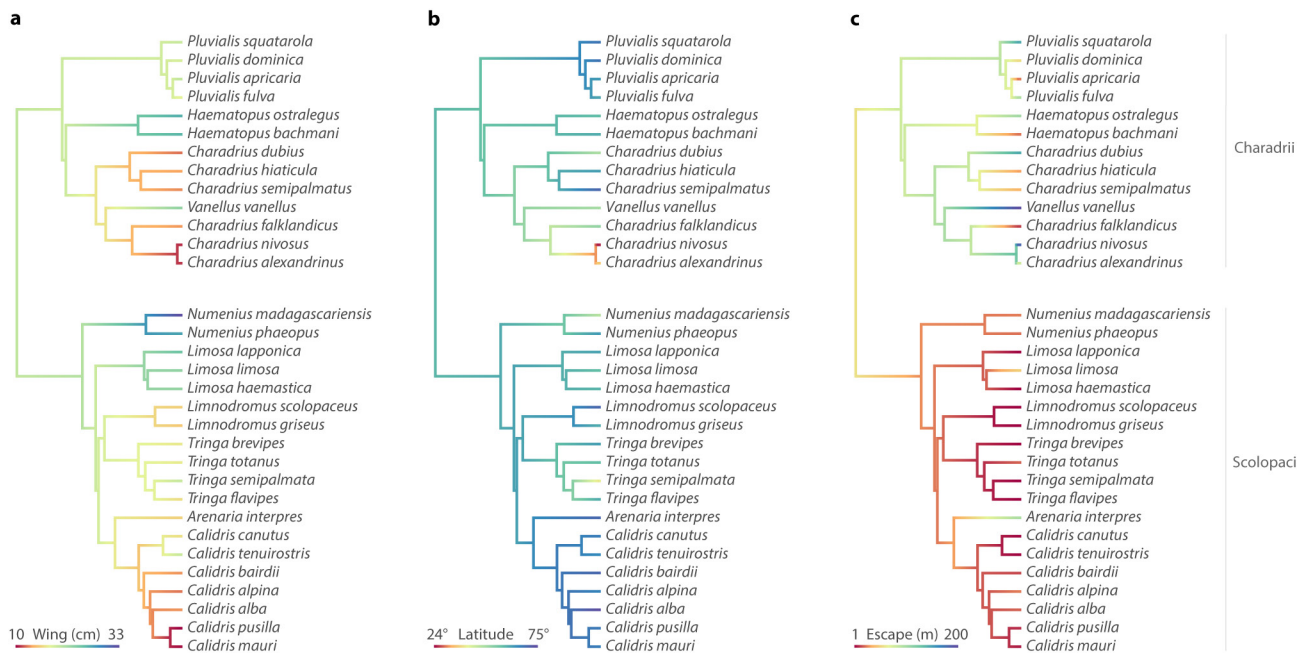 a
Pluvialis squatarola
Pluvialis dominica
Pluvialis apricaria
Pluvialis fulva
Haematopus ostralegus
Haematopus bachmani
Charadrius dubius
Charadrius hiaticula
Charadrius semipalmatus
Vanellus vanellus
Charadrius falklandicus
Charadrius nivosus
Charadrius alexandrinus
Numenius madagascariensis
Numenius phaeopus
Limosa lapponica
Limosa limosa
Limosa haemastica
Limnodromus scolopaceus
Limnodromus griseus
Tringa brevipes
Tringa totanus
Tringa semipalmata
Tringa flavipes
Arenaria interpres
Calidris canutus
Calidris tenuirostris
Calidris bairdii
Calidris alpina
Calidris alba
Calidris pusilla
Calidris mauri
10 Wing (cm) 33
b
Pluvialis squatarola
Pluvialis dominica
Pluvialis apricaria
Pluvialis fulva
Haematopus ostralegus
Haematopus bachmani
Charadrius dubius
Charadrius hiaticula
Charadrius semipalmatus
Vanellus vanellus
Charadrius falklandicus
Charadrius nivosus
Charadrius alexandrinus
Numenius madagascariensis
Numenius phaeopus
Limosa lapponica
Limosa limosa
Limosa haemastica
Limnodromus scolopaceus
Limnodromus griseus
Tringa brevipes
Tringa totanus
Tringa semipalmata
Tringa flavipes
Arenaria interpres
Calidris canutus
Calidris tenuirostris
Calidris bairdii
Calidris alpina
Calidris alba
Calidris pusilla
Calidris mauri
24° Latitude 75°
c
Pluvialis squatarola
Pluvialis dominica
Pluvialis apricaria
Pluvialis fulva
Haematopus ostralegus
Haematopus bachmani
Charadrius dubius
Charadrius hiaticula
Charadrius semipalmatus
Vanellus vanellus
Charadrius falklandicus
Charadrius nivosus
Charadrius alexandrinus
Numenius madagascariensis
Numenius phaeopus
Limosa lapponica
Limosa limosa
Limosa haemastica
Limnodromus scolopaceus
Limnodromus griseus
Tringa brevipes
Tringa totanus
Tringa semipalmata
Tringa flavipes
Arenaria interpres
Calidris canutus
Calidris tenuirostris
Calidris bairdii
Calidris alpina
Calidris alba
Calidris pusilla
Calidris mauri
1 Escape (m) 200
Charadrii
Scolopaci